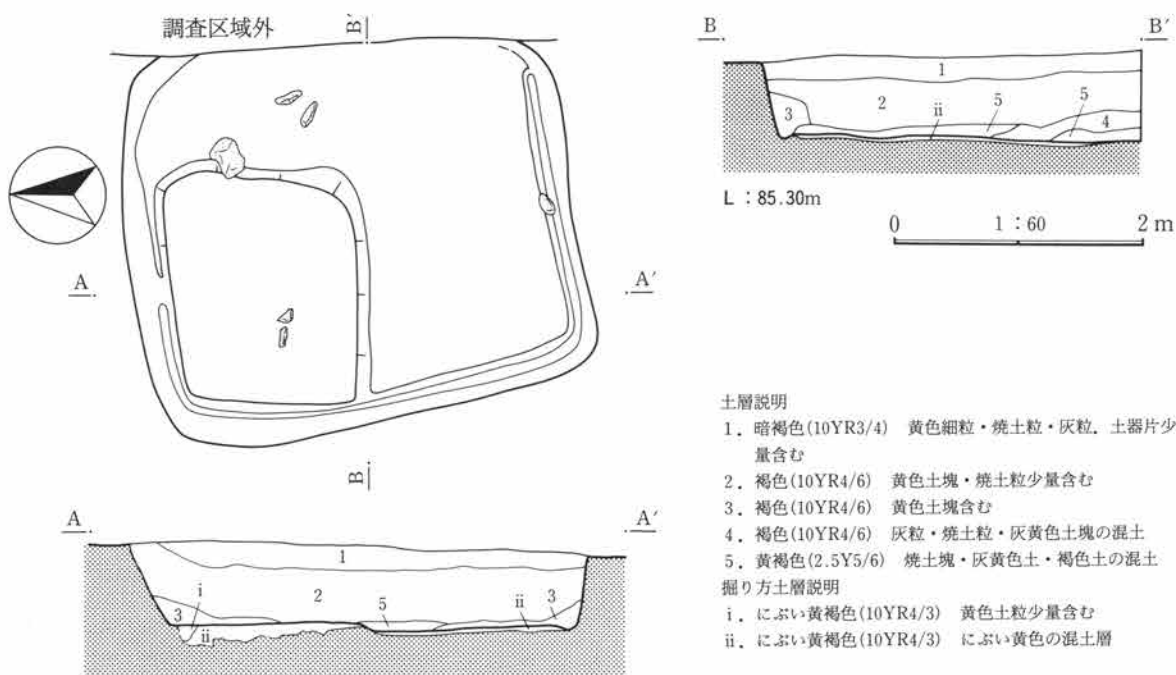 調査区域外
B'
A
A'
B
A
A'
1
i
2
5
ii
3
3
ii
B
B'
1
2
ii
5
5
3
4
L : 85.30m
0 1 : 60 2 m
土層説明
1. 暗褐色(10YR3/4) 黄色細粒・焼土粒・灰粒. 土器片少
量含む
2. 褐色(10YR4/6) 黄色土塊・焼土粒少量含む
3. 褐色(10YR4/6) 黄色土塊含む
4. 褐色(10YR4/6) 灰粒・焼土粒・灰黄色土塊の混土
5. 黄褐色(2.5Y5/6) 焼土塊・灰黄色土・褐色土の混土
掘り方土層説明
i. にぶい黄褐色(10YR4/3) 黄色土粒少量含む
ii. にぶい黄褐色(10YR4/3) にぶい黄色の混土層